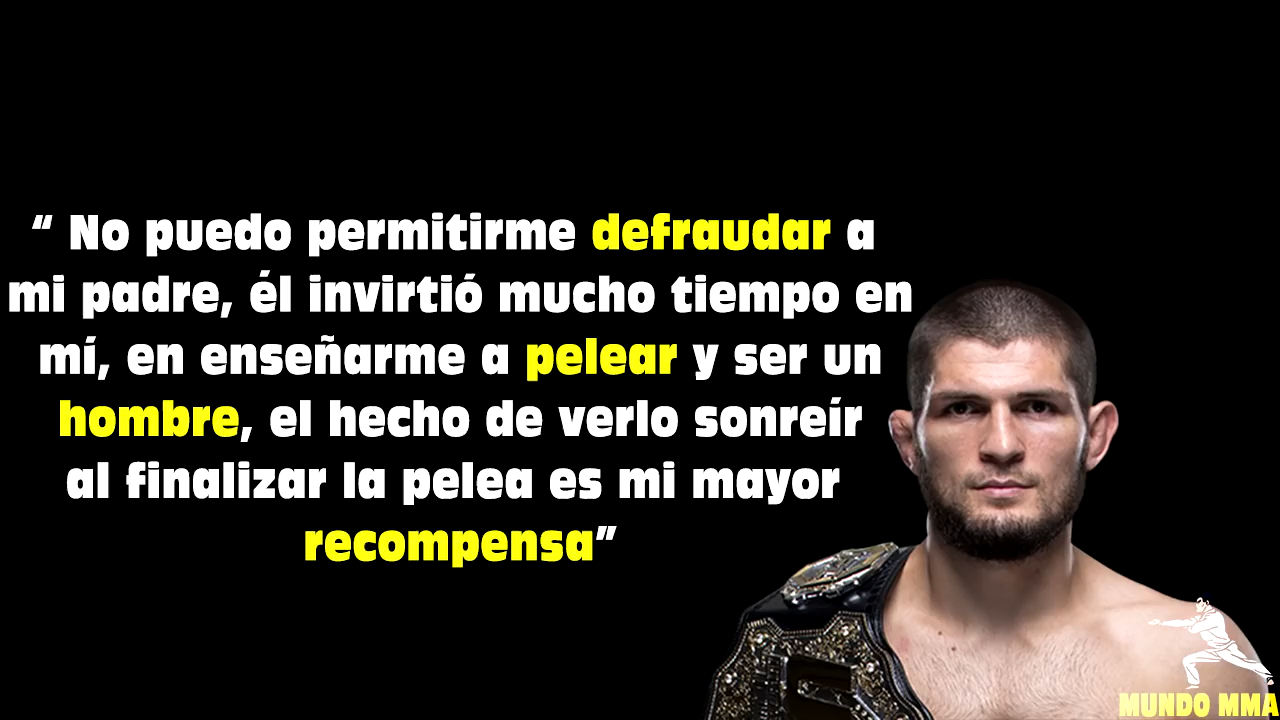 “ No puedo permitirme defraudar a
mi padre, él invirtió mucho tiempo en
mí, en enseñarme a pelear y ser un
hombre, el hecho de verlo sonreír
al finalizar la pelea es mi mayor
recompensa”
MUNDO MMA